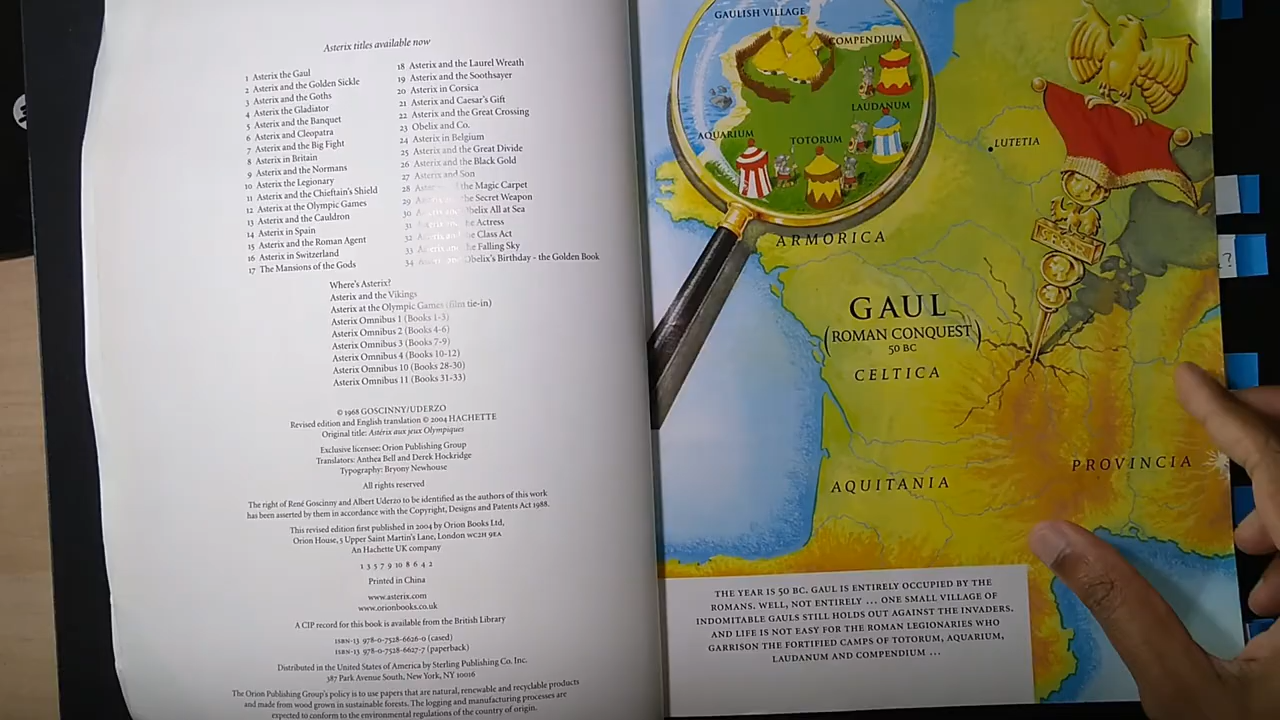 Asterix titles available now
1 Asterix the Gaul
2 Asterix and the Golden Sickle
3 Asterix and the Goths
4 Asterix the Gladiator
5 Asterix and the Banquet
6 Asterix and Cleopatra
7 Asterix and the Big Fight
8 Asterix in Britain
9 Asterix and the Normans
10 Asterix the Legionary
11 Asterix and the Chieftain's Shield
12 Asterix at the Olympic Games
13 Asterix and the Cauldron
14 Asterix in Spain
15 Asterix and the Roman Agent
16 Asterix in Switzerland
17 The Mansions of the Gods
18 Asterix and the Laurel Wreath
19 Asterix and the Soothsayer
20 Asterix in Corsica
21 Asterix and Caesar's Gift
22 Asterix and the Great Crossing
23 Obelix and Co.
24 Asterix in Belgium
25 Asterix and the Great Divide
26 Asterix and the Black Gold
27 Asterix and Son
28 the Magic Carpet
29 the Secret Weapon
30 Obelix All at Sea
31 the Actress
32 the Class Act
33 the Falling Sky
34 Obelix's Birthday - the Golden Book
Where's Asterix?
Asterix and the Vikings
Asterix at the Olympic Games (film tie-in)
Asterix Omnibus 1 (Books 1-3)
Asterix Omnibus 2 (Books 4-6)
Asterix Omnibus 3 (Books 7-9)
Asterix Omnibus 4 (Books 10-12)
Asterix Omnibus 10 (Books 28-30)
Asterix Omnibus 11 (Books 31-33)
© 1968 GOSCINNY/UDERZO
Revised edition and English translation © 2004 HACHETTE
Original title: Astérix aux jeux Olympiques
Exclusive licensee: Orion Publishing Group
Translators: Anthea Bell and Derek Hockridge
Typography: Bryony Newhouse
All rights reserved
The right of René Goscinny and Albert Uderzo to be identified as the authors of this work
has been asserted by them in accordance with the Copyright, Designs and Patents Act 1988.
This revised edition first published in 2004 by Orion Books Ltd,
Orion House, 5 Upper Saint Martin's Lane, London WC2H 9EA
An Hachette UK company
1 3 5 7 9 10 8 6 4 2
Printed in China
www.asterix.com
www.orionbooks.co.uk
A CIP record for this book is available from the British Library
ISBN-13 978-0-7528-6626-0 (cased)
ISBN-13 978-0-7528-6627-7 (paperback)
Distributed in the United States of America by Sterling Publishing Co. Inc.
387 Park Avenue South, New York, NY 10016
The Orion Publishing Group's policy is to use papers that are natural, renewable and recyclable products
and made from wood grown in sustainable forests. The logging and manufacturing processes are
expected to conform to the environmental regulations of the country of origin.
GAULISH VILLAGE
COMPENDIUM
LAUDANUM
AQUARIUM
TOTORUM
LUTETIA
ARMORICA
GAUL
(ROMAN CONQUEST)
50 BC
CELTICA
AQUITANIA
PROVINCIA
THE YEAR IS 50 BC. GAUL IS ENTIRELY OCCUPIED BY THE
ROMANS. WELL, NOT ENTIRELY ... ONE SMALL VILLAGE OF
INDOMITABLE GAULS STILL HOLDS OUT AGAINST THE INVADERS.
AND LIFE IS NOT EASY FOR THE ROMAN LEGIONARIES WHO
GARRISON THE FORTIFIED CAMPS OF TOTORUM, AQUARIUM,
LAUDANUM AND COMPENDIUM ...